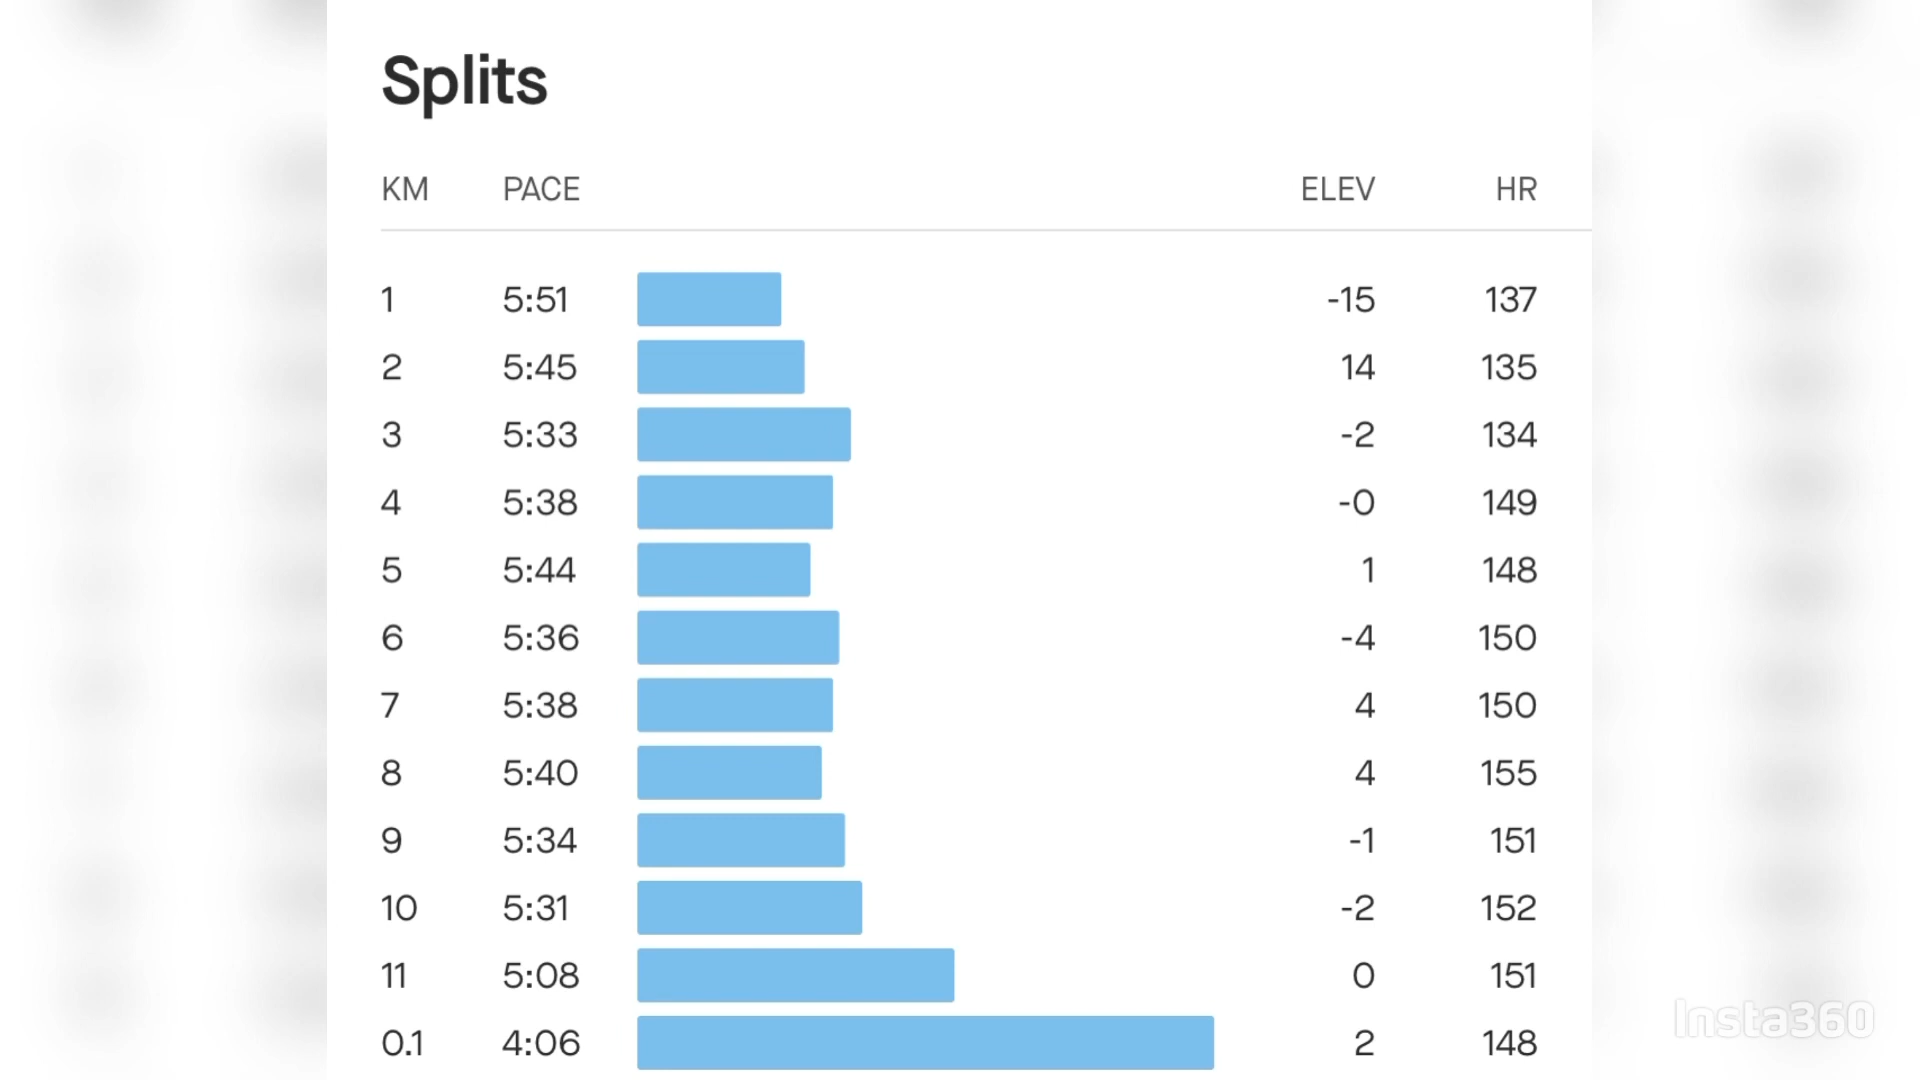 Splits
KM PACE ELEV HR
1 5:51 -15 137
2 5:45 14 135
3 5:33 -2 134
4 5:38 -0 149
5 5:44 1 148
6 5:36 -4 150
7 5:38 4 150
8 5:40 4 155
9 5:34 -1 151
10 5:31 -2 152
11 5:08 0 151
0.1 4:06 2 148
Insta360